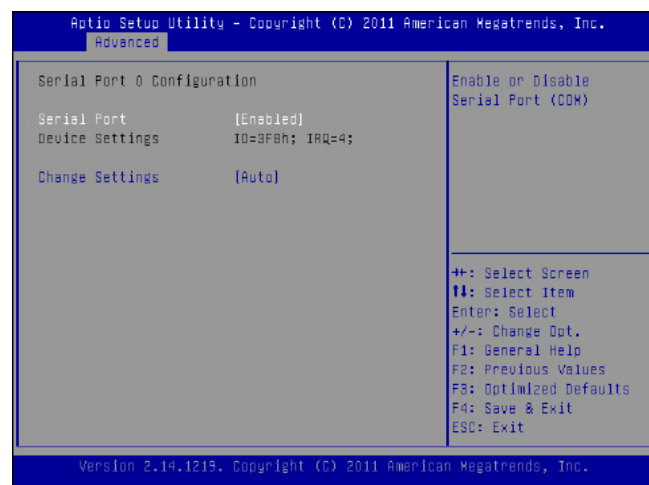 Aptio Setup Utility – Copyright (C) 2011 American Megatrends, Inc.
Advanced
Serial Port 0 Configuration
Serial Port [Enabled]
Device Settings IO=3F8h; IRQ=4;
Change Settings [Auto]
Enable or Disable
Serial Port (COM)
→←: Select Screen
↑↓: Select Item
Enter: Select
+/-: Change Opt.
F1: General Help
F2: Previous Values
F3: Optimized Defaults
F4: Save & Exit
ESC: Exit
Version 2.14.1219. Copyright (C) 2011 American Megatrends, Inc.